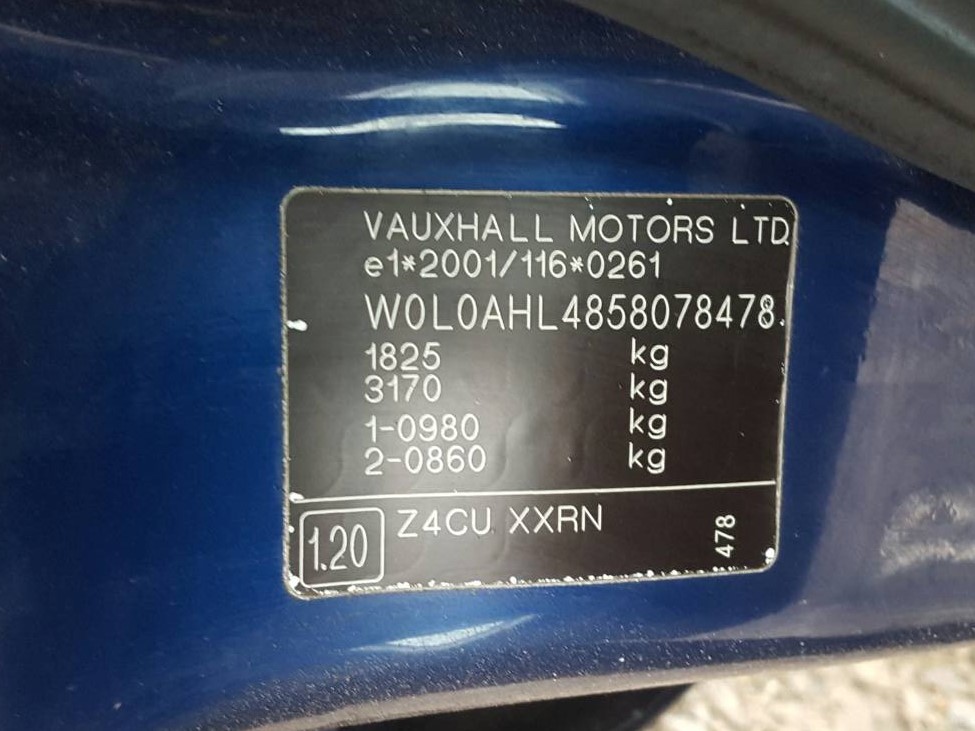 VAUXHALL MOTORS LTD
e1*2001/116*0261
W0L0AHL4858078478
1825 kg
3170 kg
1-0980 kg
2-0860 kg
1.20
Z4CU XXRN
478